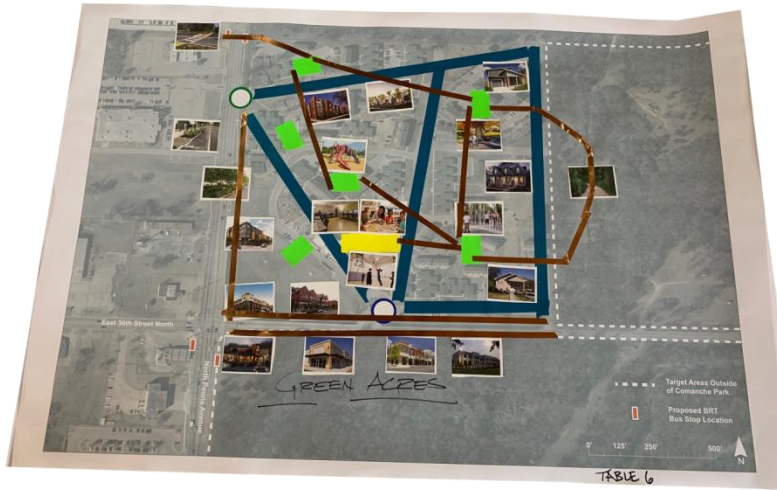 East 36th Street North
North Peoria Avenue
GREEN ACRES
Target Areas Outside
of Comanche Park
Proposed BRT
Bus Stop Location
0' 125' 250' 500'
N
TABLE 6